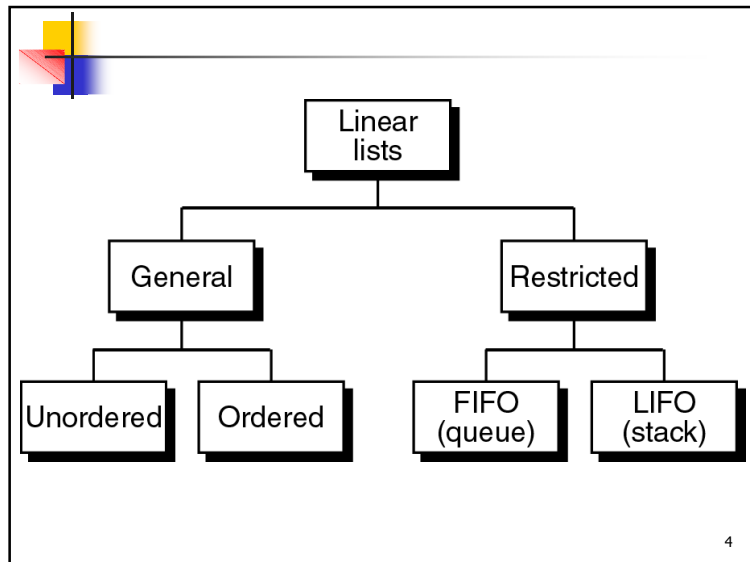 Linear
lists
General
Restricted
Unordered
Ordered
FIFO
(queue)
LIFO
(stack)
4